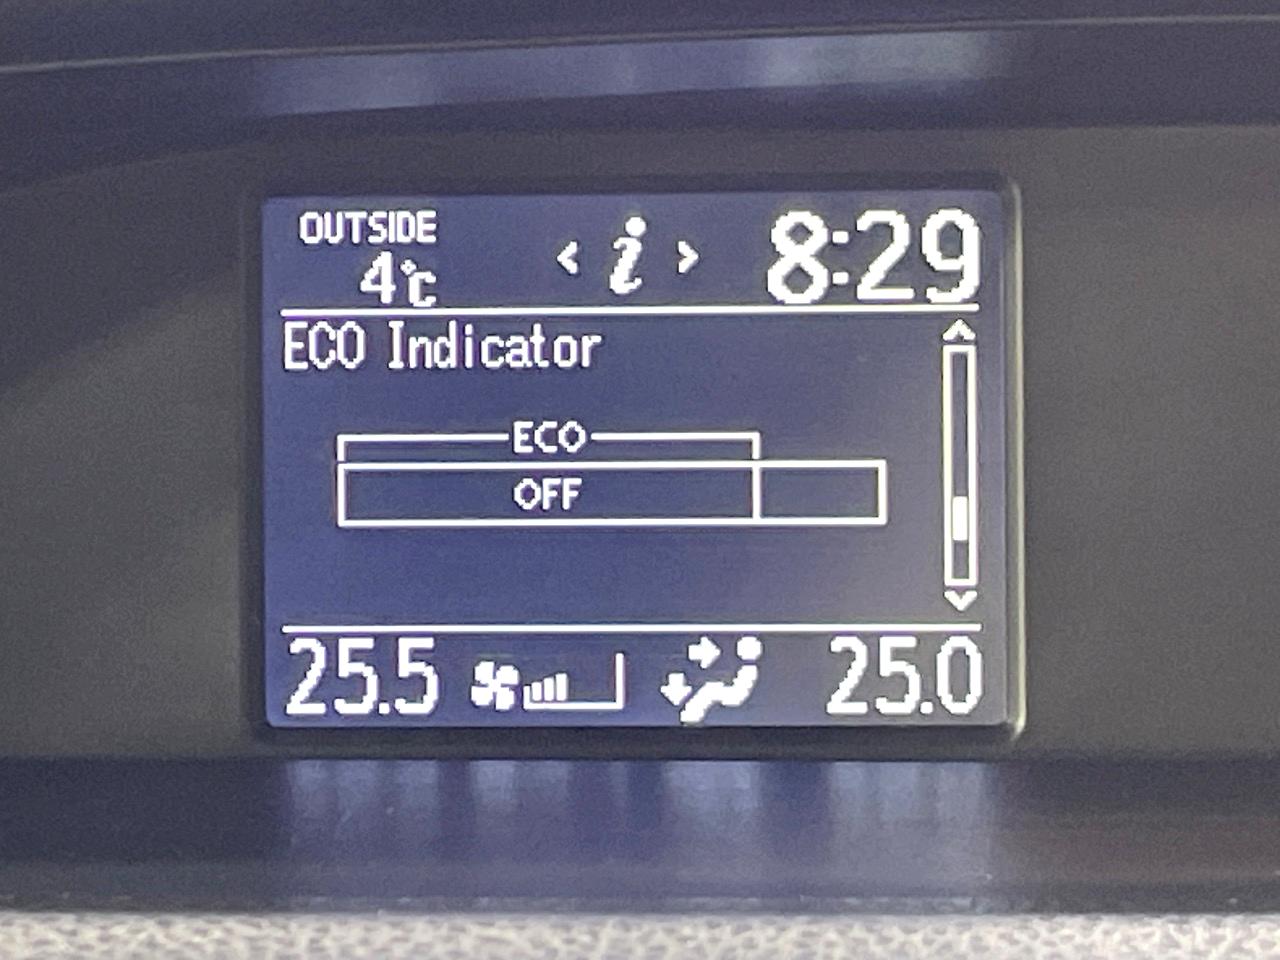 OUTSIDE
4°C
< i >
8:29
ECO Indicator
ECO
OFF
25.5
25.0